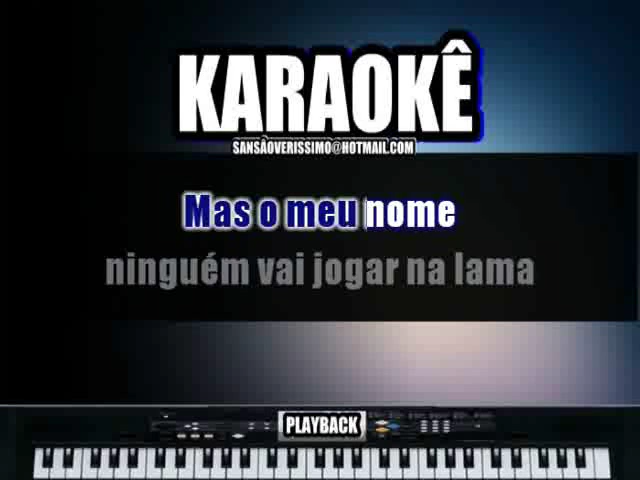 KARAOKÊ
SANSÃOVERISSIMO@HOTMAIL.COM
Mas o meu nome
ninguém vai jogar na lama
PLAYBACK